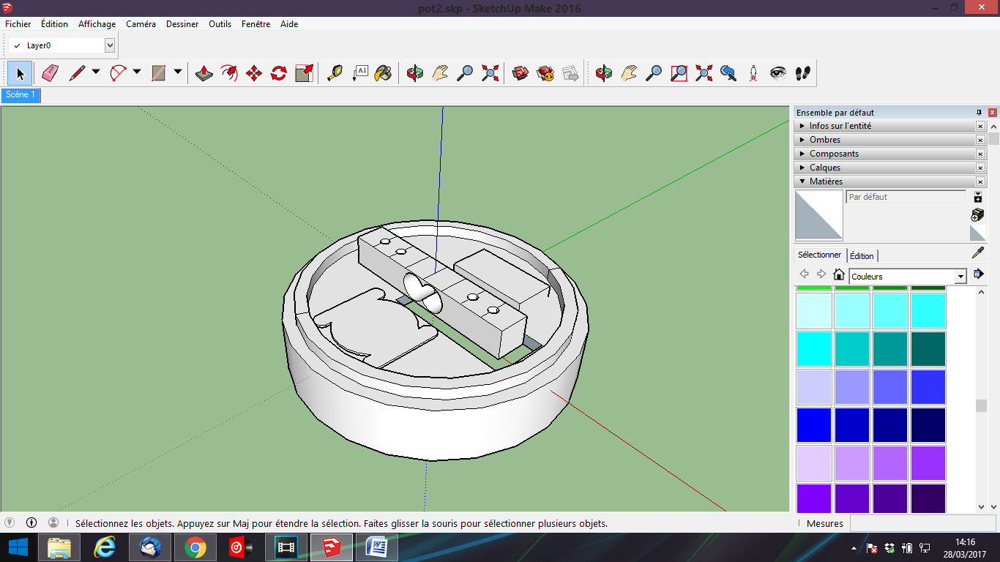 pot2.skp - SketchUp Make 2016
Fichier Édition Affichage Caméra Dessiner Outils Fenêtre Aide
Layer0
A1
Scène 1
Ensemble par défaut
Infos sur l'entité
Ombres
Composants
Calques
Matières
Par défaut
Sélectionner Édition
Couleurs
Sélectionnez les objets. Appuyez sur Maj pour étendre la sélection. Faites glisser la souris pour sélectionner plusieurs objets.
Mesures
14:16
28/03/2017